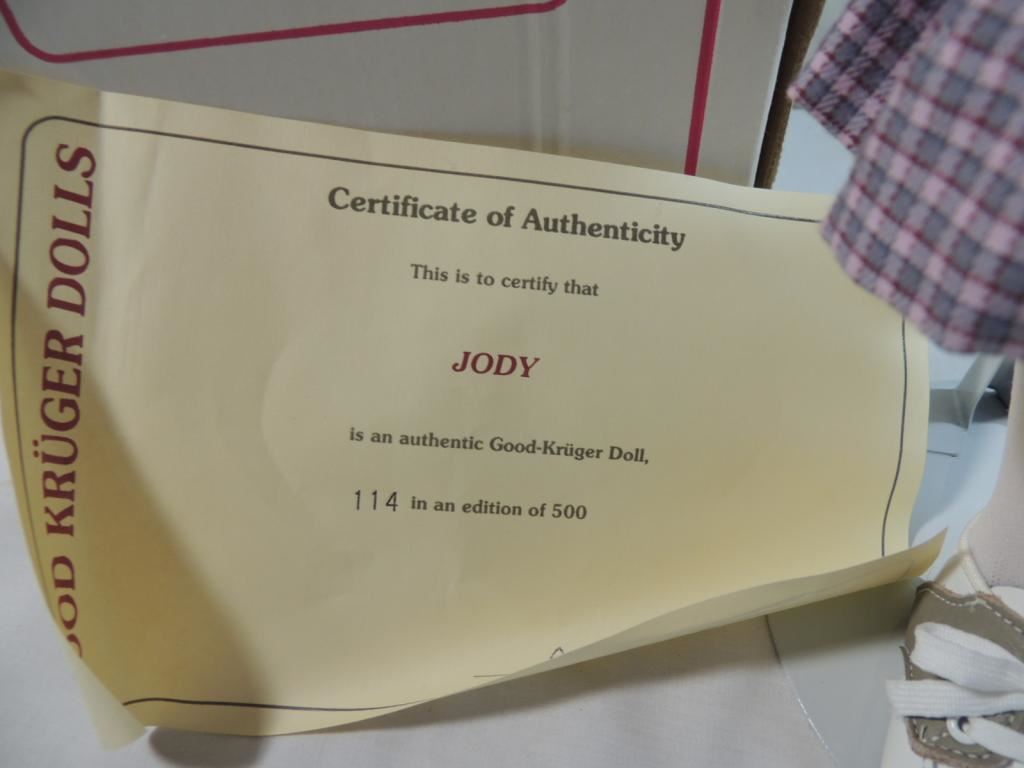 Certificate of Authenticity
This is to certify that
JODY
is an authentic Good-Krüger Doll,
114 in an edition of 500
KRÜGER DOLLS